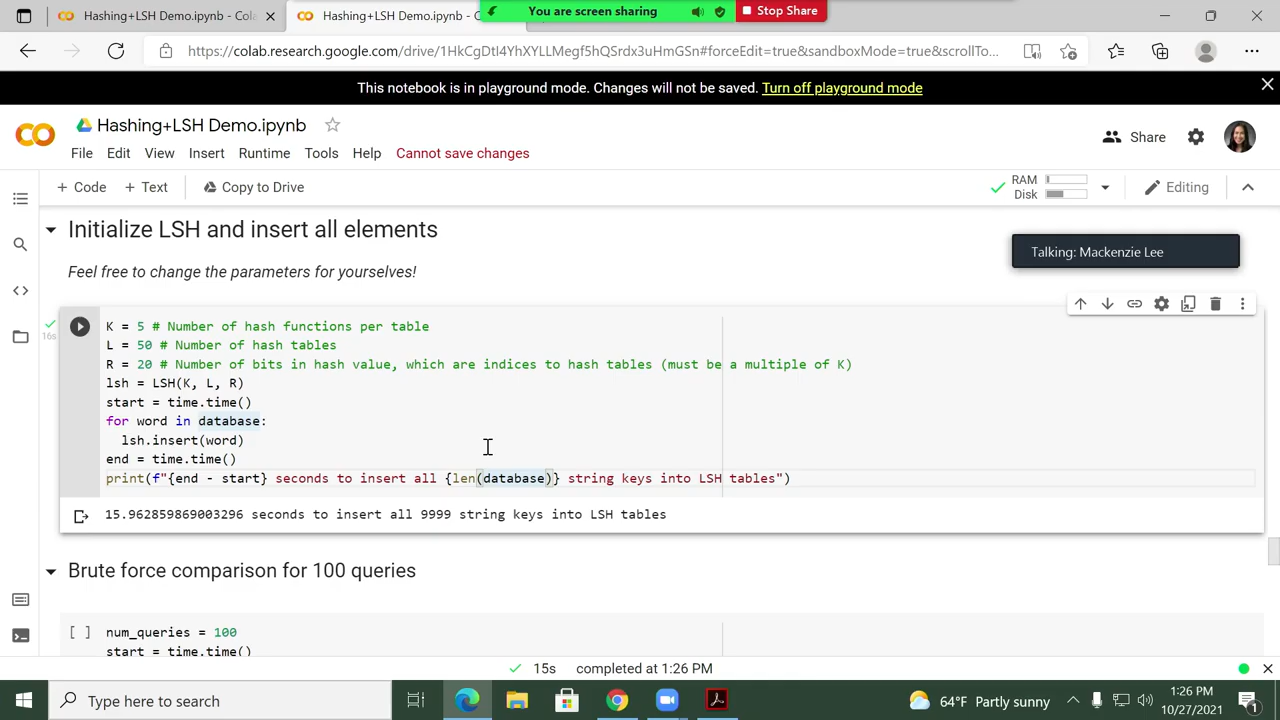 Hashing+LSH Demo.ipynb - Colab
Hashing+LSH Demo.ipynb - C
You are screen sharing
Stop Share
https://colab.research.google.com/drive/1HkCgDtI4YhXYLLMegf5hQSrdx3uHmGSn#forceEdit=true&sandboxMode=true&scrollTo...
This notebook is in playground mode. Changes will not be saved. Turn off playground mode
Hashing+LSH Demo.ipynb
Share
File Edit View Insert Runtime Tools Help Cannot save changes
+ Code + Text Copy to Drive
RAM
Disk
Editing
Initialize LSH and insert all elements
Talking: Mackenzie Lee
Feel free to change the parameters for yourselves!
16s
K = 5 # Number of hash functions per table
L = 50 # Number of hash tables
R = 20 # Number of bits in hash value, which are indices to hash tables (must be a multiple of K)
lsh = LSH(K, L, R)
start = time.time()
for word in database:
lsh.insert(word)
end = time.time()
print(f"{end - start} seconds to insert all {len(database)} string keys into LSH tables")
15.962859869003296 seconds to insert all 9999 string keys into LSH tables
Brute force comparison for 100 queries
[ ] num_queries = 100
start = time.time()
15s completed at 1:26 PM
Type here to search
64°F Partly sunny
1:26 PM
10/27/2021
1